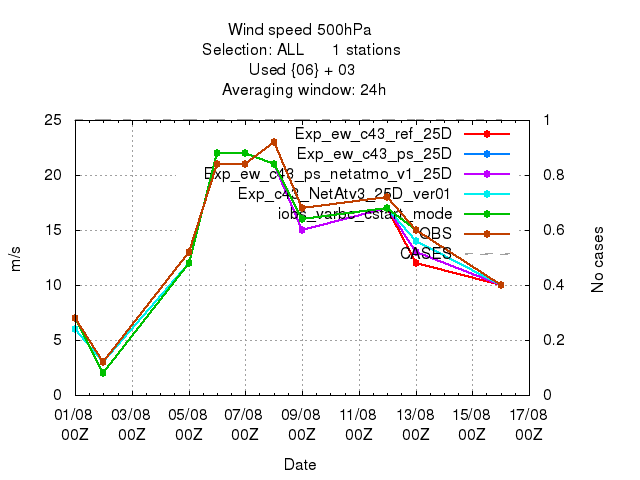 Wind speed 500hPa
Selection: ALL 1 stations
Used {06} + 03
Averaging window: 24h
25 1
Exp_ew_c43_ref_25D
Exp_ew_c43_ps_25D
20 0.8
Exp_ew_c43_ps_netatmo_v1_25D
Exp_c43_NetAtv3_25D_ver01
mode
15 0.6
OBS
CASES
m/s No cases
10 0.4
5 0.2
0 0
01/08 03/08 05/08 07/08 09/08 11/08 13/08 15/08 17/08
00Z 00Z 00Z 00Z 00Z 00Z 00Z 00Z 00Z
Date